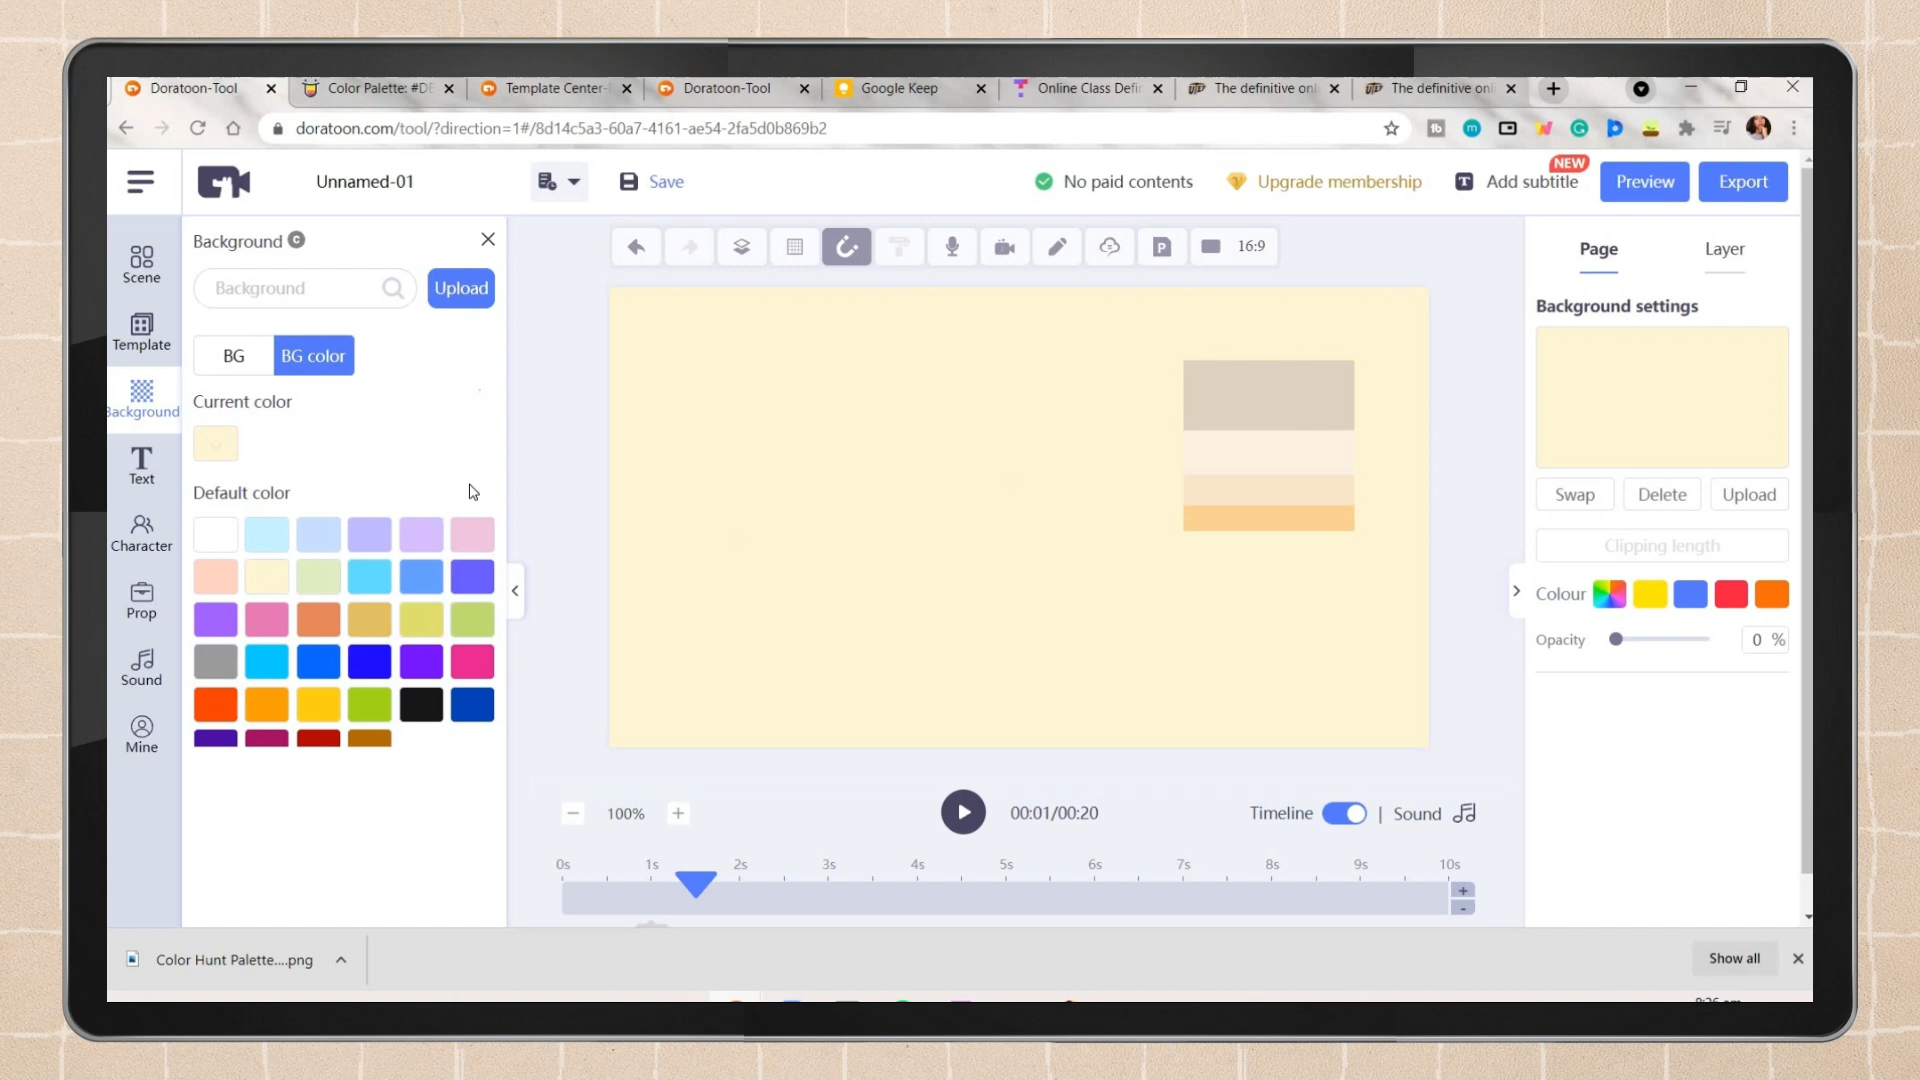 Doratoon-Tool
Color Palette: #DE
Template Center-
Doratoon-Tool
Google Keep
Online Class Defin
The definitive onl
The definitive onl
doratoon.com/tool/?direction=1#/8d14c5a3-60a7-4161-ae54-2fa5d0b869b2
Unnamed-01
Save
No paid contents
Upgrade membership
Add subtitle
NEW
Preview
Export
Scene
Template
Background
Text
Character
Prop
Sound
Mine
Background
Background
Upload
BG
BG color
Current color
Default color
16:9
100%
00:01/00:20
Timeline
| Sound
0s 1s 2s 3s 4s 5s 6s 7s 8s 9s 10s
Page
Layer
Background settings
Swap
Delete
Upload
Clipping length
Colour
Opacity
0 %
Color Hunt Palette....png
Show all